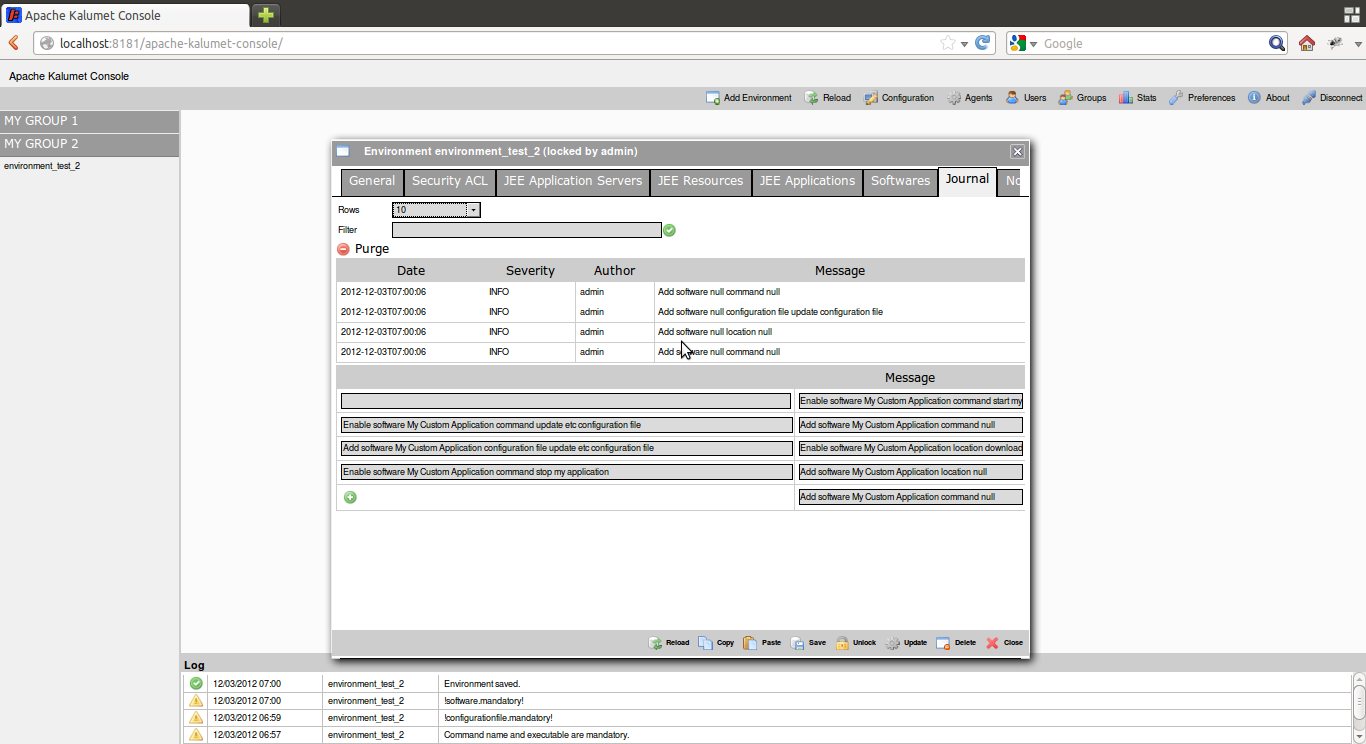 Apache Kalumet Console
localhost:8181/apache-kalumet-console/
Google
Apache Kalumet Console
Add Environment Reload Configuration Agents Users Groups Stats Preferences About Disconnect
MY GROUP 1
MY GROUP 2
environment_test_2
Environment environment_test_2 (locked by admin)
General Security ACL JEE Application Servers JEE Resources JEE Applications Softwares Journal No
Rows 10
Filter
Purge
Date Severity Author Message
2012-12-03T07:00:06 INFO admin Add software null command null
2012-12-03T07:00:06 INFO admin Add software null configuration file update configuration file
2012-12-03T07:00:06 INFO admin Add software null location null
2012-12-03T07:00:06 INFO admin Add software null command null
Message
Enable software My Custom Application command start my
Enable software My Custom Application command update etc configuration file Add software My Custom Application command null
Add software My Custom Application configuration file update etc configuration file Enable software My Custom Application location download
Enable software My Custom Application command stop my application Add software My Custom Application location null
Add software My Custom Application command null
Reload Copy Paste Save Unlock Update Delete Close
Log
12/03/2012 07:00 environment_test_2 Environment saved.
12/03/2012 07:00 environment_test_2 !software.mandatory!
12/03/2012 06:59 environment_test_2 !configurationfile.mandatory!
12/03/2012 06:57 environment_test_2 Command name and executable are mandatory.